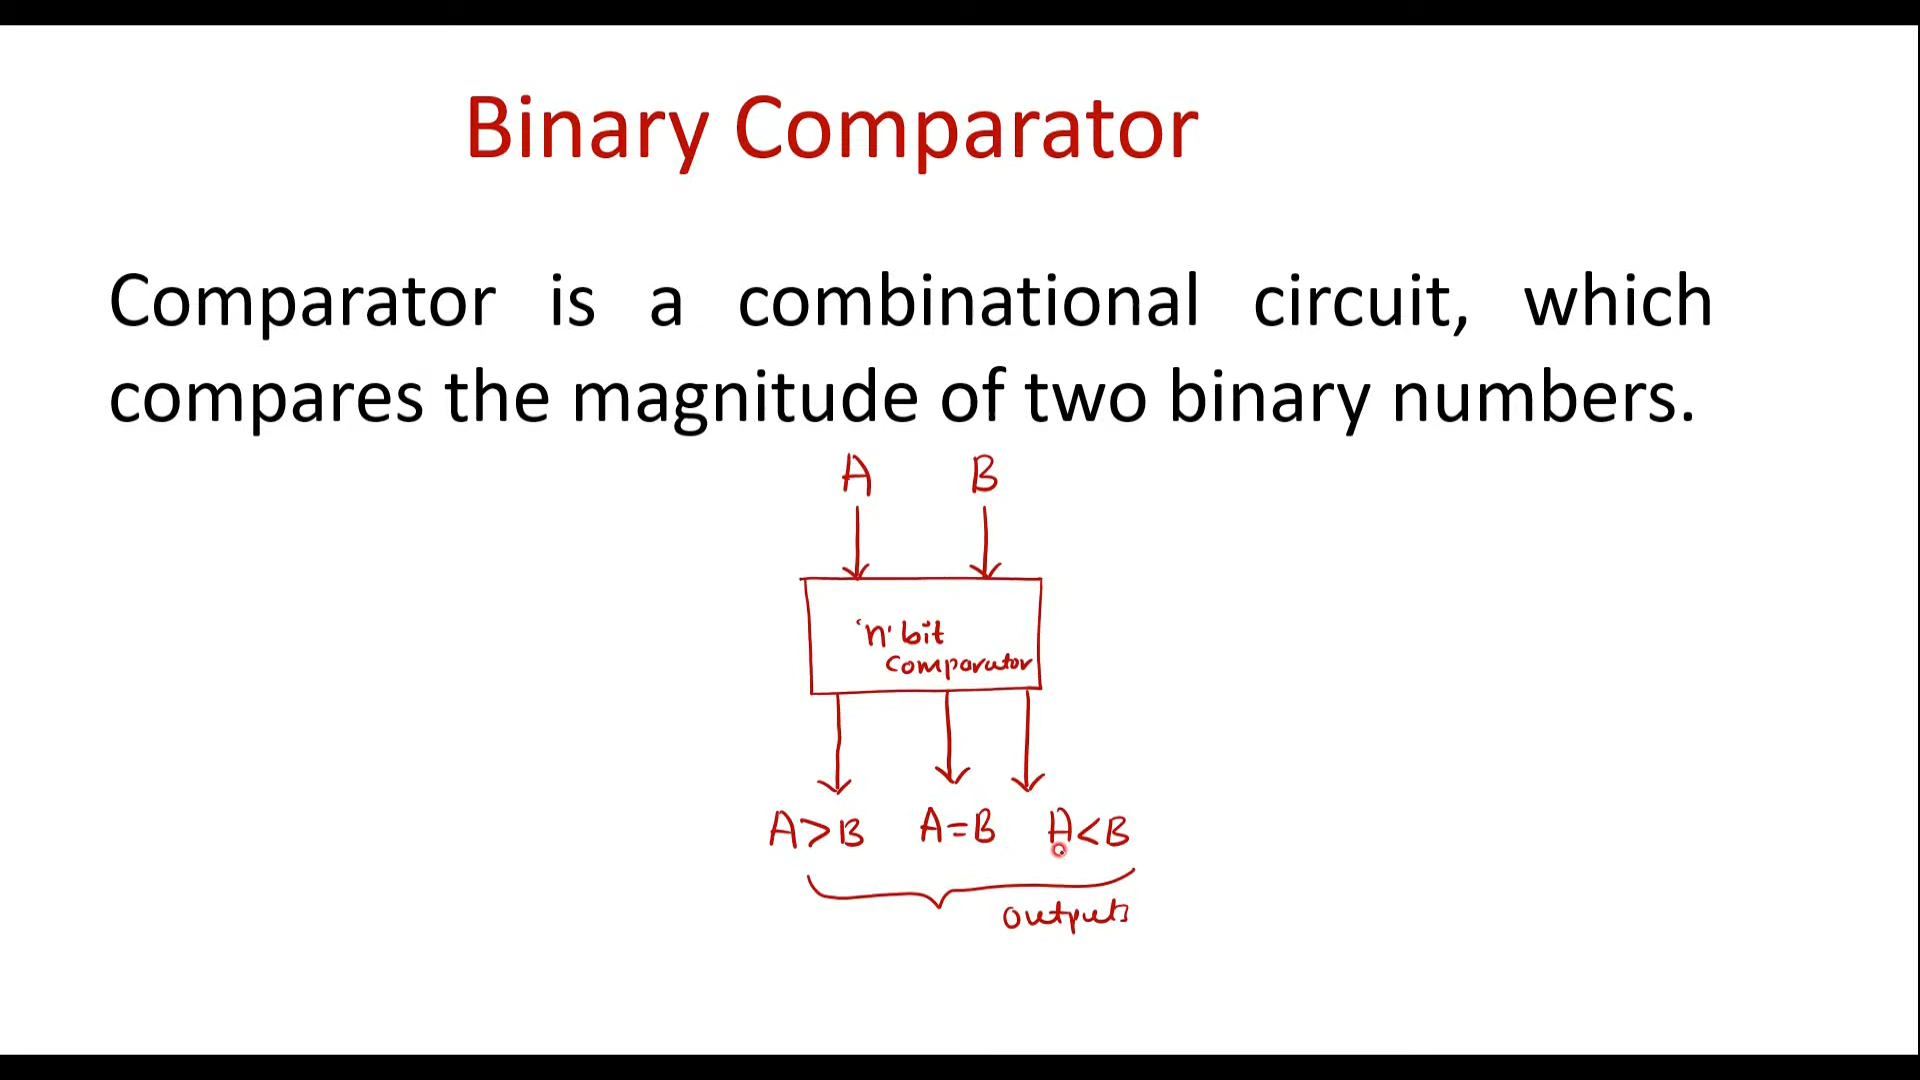 Binary Comparator
Comparator is a combinational circuit, which
compares the magnitude of two binary numbers.
A B
'n' bit
comparator
A>B A=B A<B
outputs